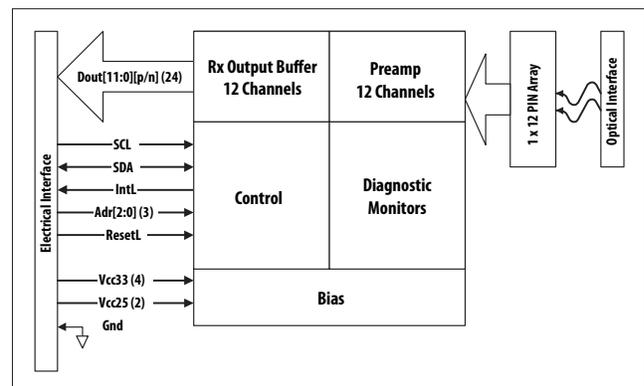 Electrical Interface
Dout[11:0][p/n] (24)
SCL
SDA
IntL
Adr[2:0] (3)
ResetL
Vcc33 (4)
Vcc25 (2)
Gnd
Rx Output Buffer
12 Channels
Preamp
12 Channels
Control
Diagnostic
Monitors
Bias
1 x 12 PIN Array
Optical Interface